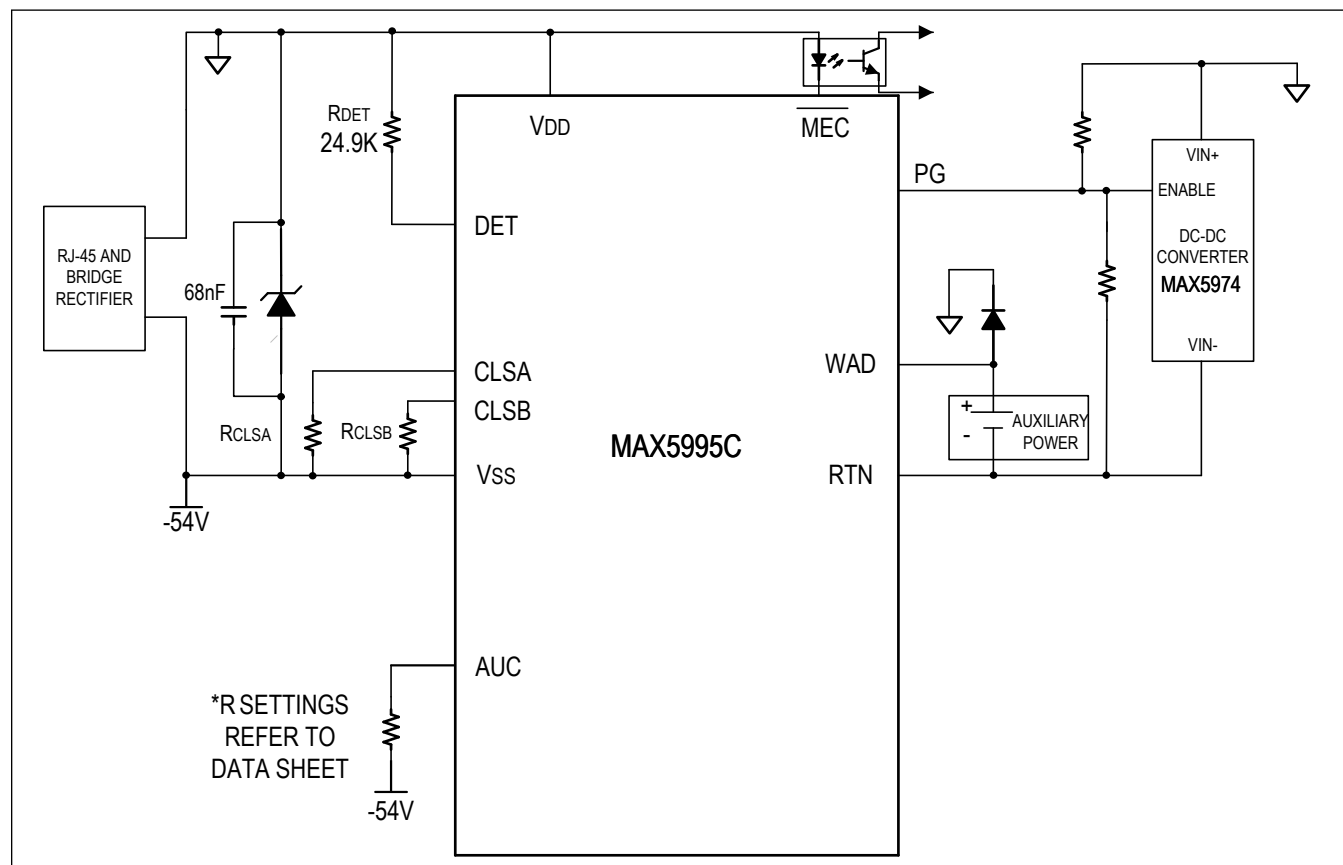 RDET
24.9K
VDD
MEC
PG
VIN+
ENABLE
DC-DC
CONVERTER
MAX5974
VIN-
DET
RJ-45 AND
BRIDGE
RECTIFIER
68nF
CLSA
CLSB
RCLSA
RCLSB
MAX5995C
WAD
+
-
AUXILIARY
POWER
VSS
RTN
-54V
AUC
*R SETTINGS
REFER TO
DATA SHEET
-54V